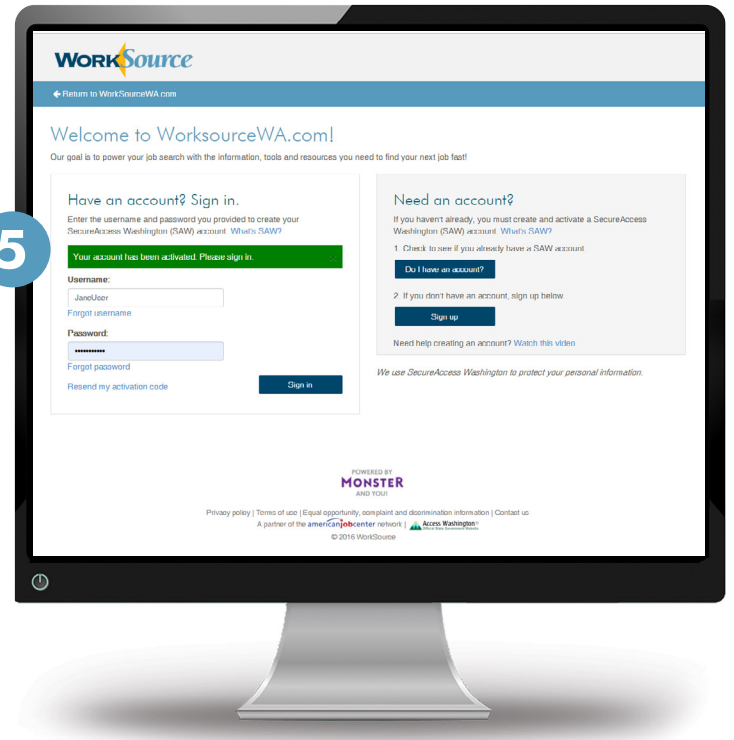 WORKSource
Return to WorkSourceWA.com
Welcome to WorksourceWA.com!
Our goal is to power your job search with the information, tools and resources you need to find your next job fast!
Have an account? Sign in.
Enter the username and password you provided to create your
SecureAccess Washington (SAW) account. What's SAW?
5
Your account has been activated. Please sign in.
Username:
JaneUser
Forgot username
Password:
•••••••••••
Forgot password
Resend my activation code
Sign in
Need an account?
If you haven't already, you must create and activate a SecureAccess
Washington (SAW) account. What's SAW?
1. Check to see if you already have a SAW account.
Do I have an account?
2. If you don't have an account, sign up below.
Sign up
Need help creating an account? Watch this video.
We use SecureAccess Washington to protect your personal information.
POWERED BY
MONSTER
AND YOU!
Privacy policy | Terms of use | Equal opportunity, complaint and discrimination information | Contact us
A partner of the americanjobcenter network | Access Washington
© 2016 WorkSource